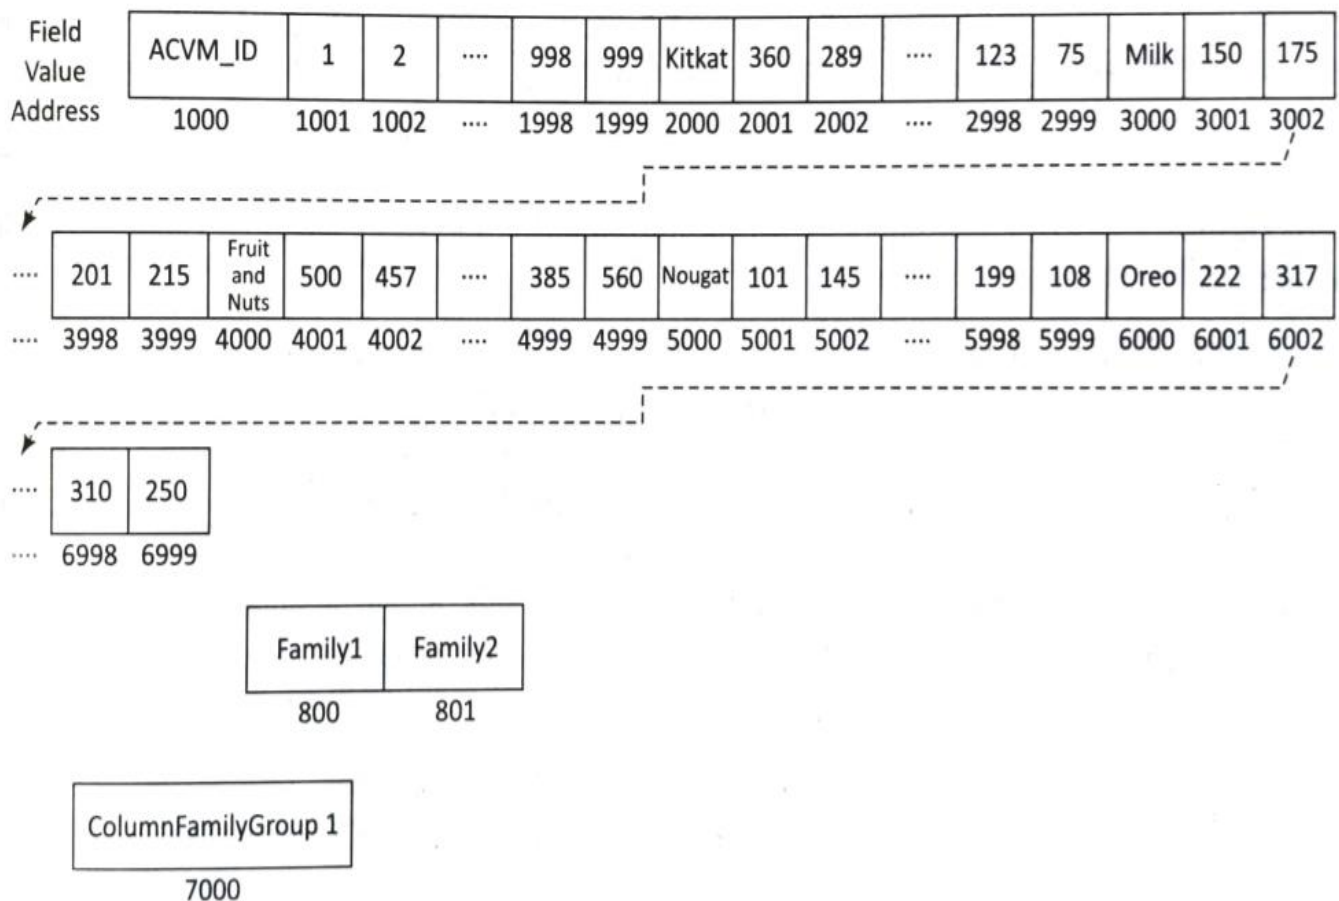 Field
Value
Address
ACVM_ID 1 2 .... 998 999 Kitkat 360 289 .... 123 75 Milk 150 175
1000 1001 1002 .... 1998 1999 2000 2001 2002 .... 2998 2999 3000 3001 3002
.... 201 215 Fruit and Nuts 500 457 .... 385 560 Nougat 101 145 .... 199 108 Oreo 222 317
.... 3998 3999 4000 4001 4002 .... 4999 4999 5000 5001 5002 .... 5998 5999 6000 6001 6002
.... 310 250
.... 6998 6999
Family1 Family2
800 801
ColumnFamilyGroup 1
7000